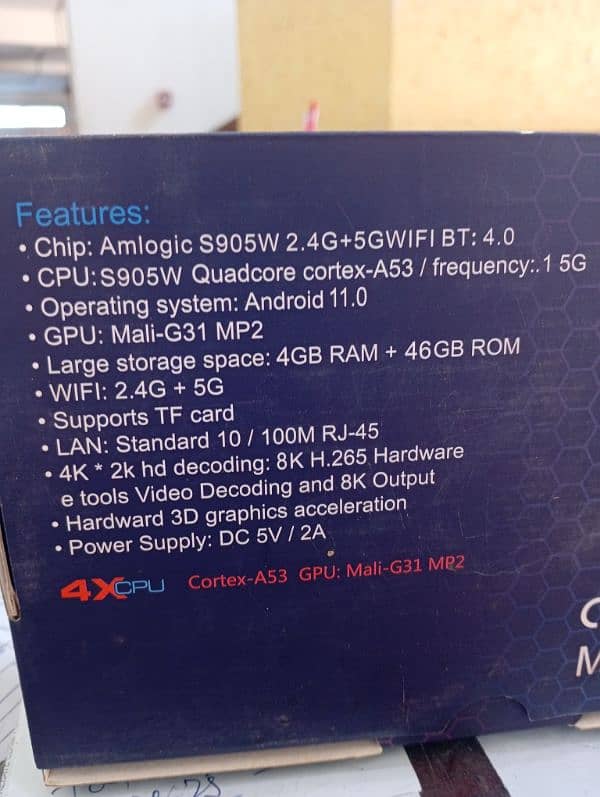 Features:
• Chip: Amlogic S905W 2.4G+5GWIFI BT: 4.0
• CPU:S905W Quadcore cortex-A53 / frequency:.1 5G
• Operating system: Android 11.0
• GPU: Mali-G31 MP2
• Large storage space: 4GB RAM + 46GB ROM
• WIFI: 2.4G + 5G
• Supports TF card
• LAN: Standard 10 / 100M RJ-45
• 4K * 2k hd decoding: 8K H.265 Hardware
e tools Video Decoding and 8K Output
• Hardward 3D graphics acceleration
• Power Supply: DC 5V / 2A
4XCPU Cortex-A53 GPU: Mali-G31 MP2